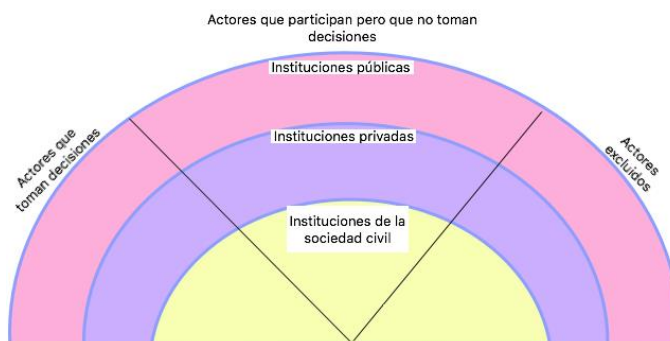 Actores que participan pero que no toman
decisiones
Instituciones públicas
Actores que
toman decisiones
Instituciones privadas
Actores
excluidos
Instituciones de la
sociedad civil